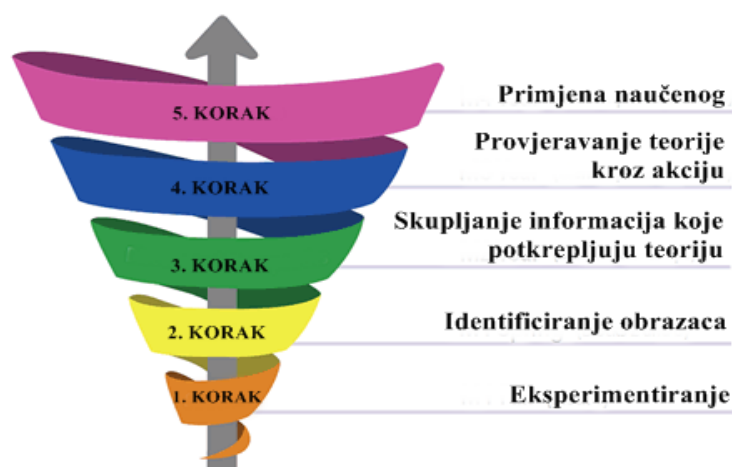 5. KORAK
Primjena naučenog
4. KORAK
Provjeravanje teorije
kroz akciju
3. KORAK
Skupljanje informacija koje
potkrepljuju teoriju
2. KORAK
Identificiranje obrazaca
1. KORAK
Eksperimentiranje